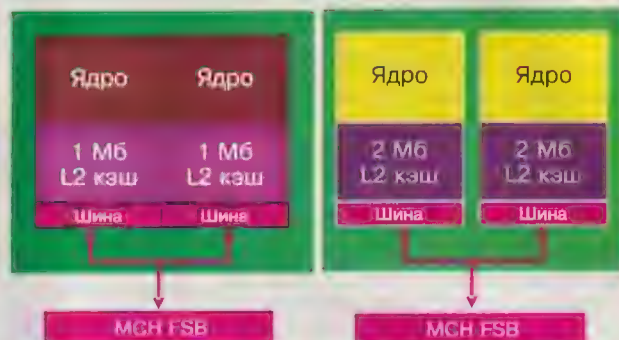 Ядро Ядро
1 Мб 1 Мб
L2 кэш L2 кэш
Шина Шина
MCH FSB
Ядро Ядро
2 Мб 2 Мб
L2 кэш L2 кэш
Шина Шина
MCH FSB